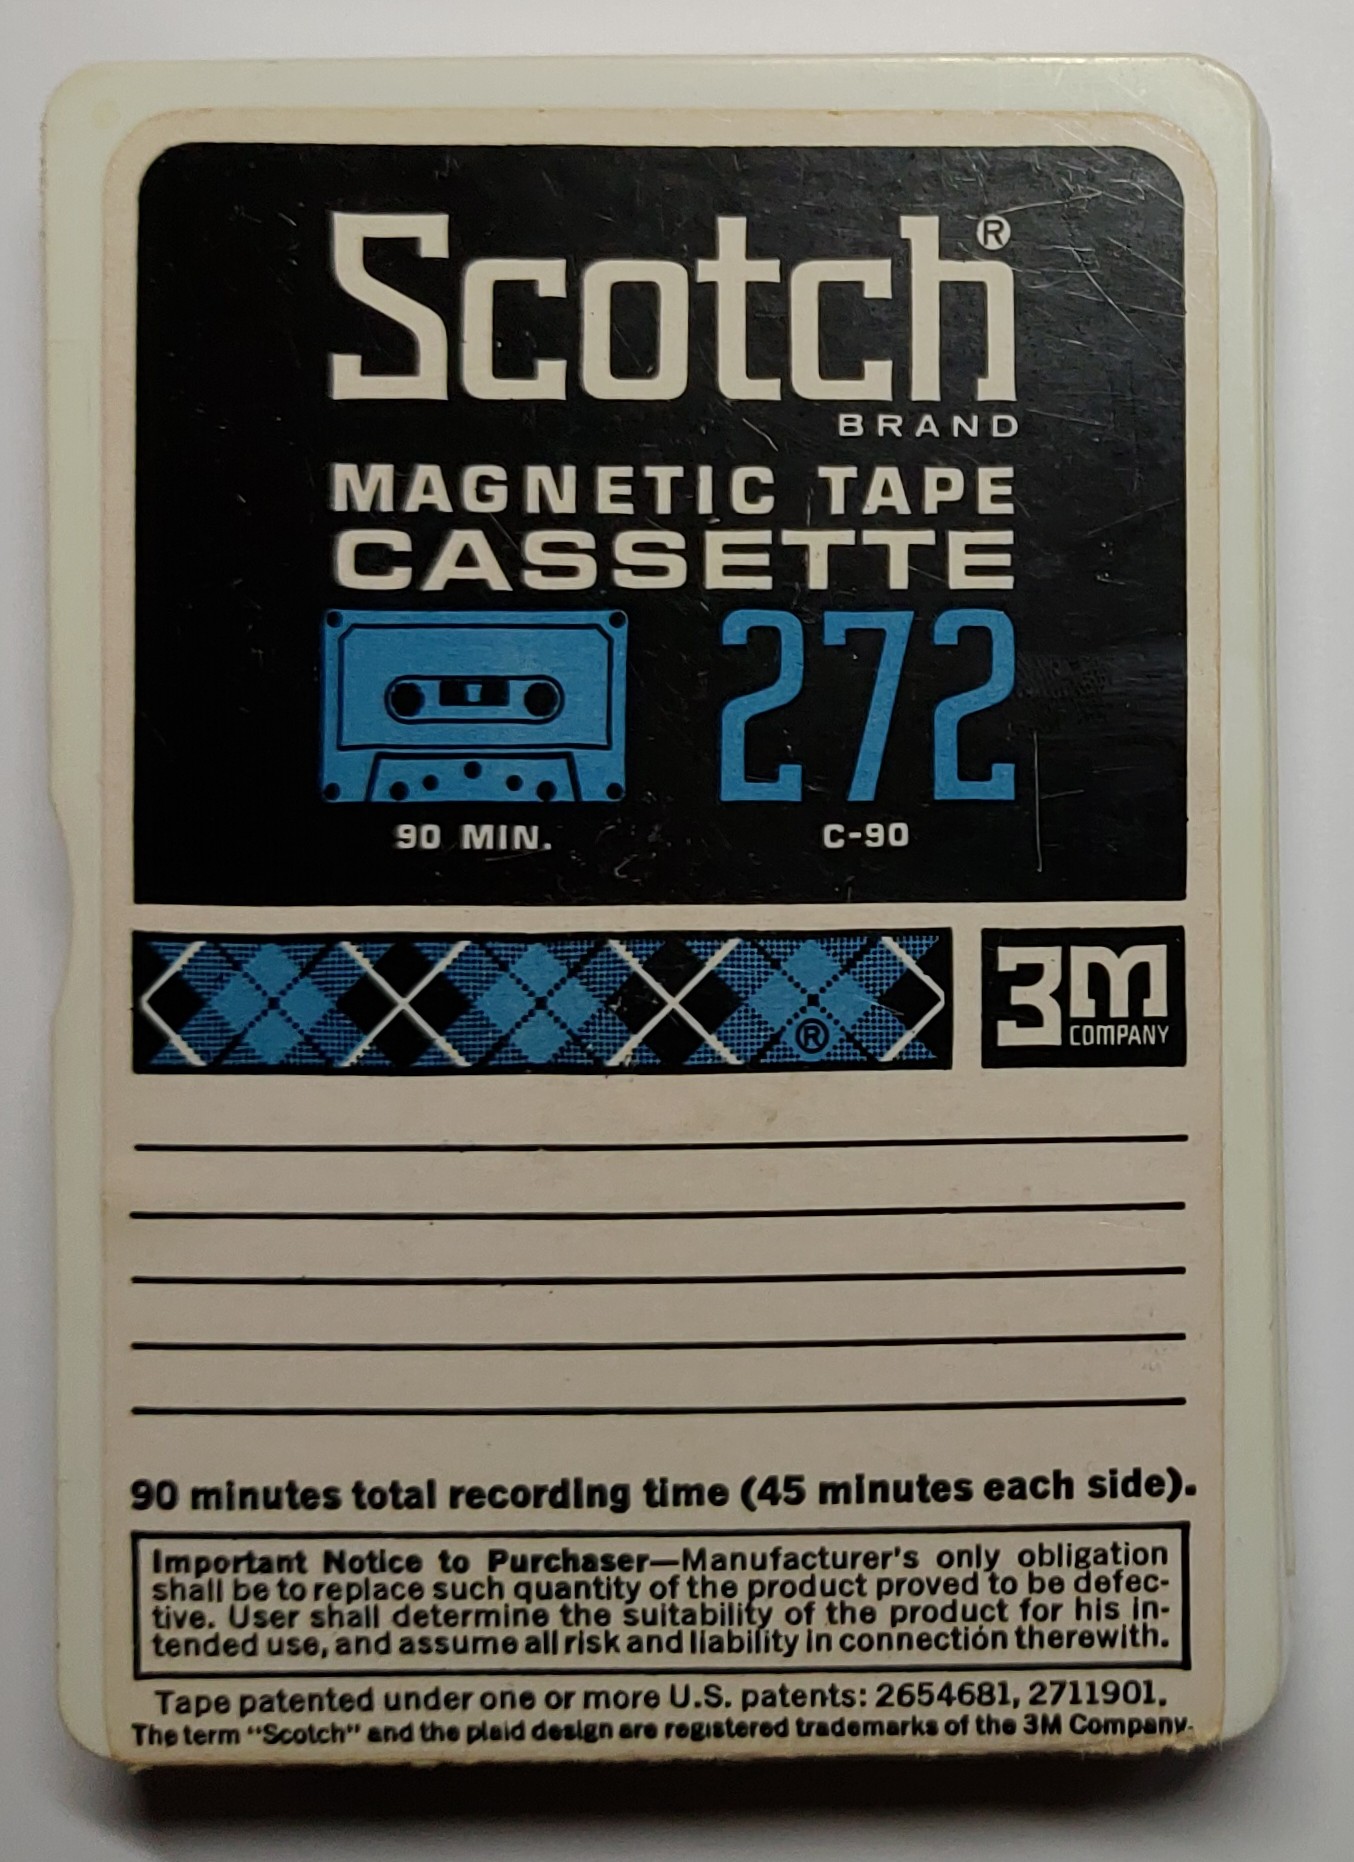 Scotch®
BRAND
MAGNETIC TAPE
CASSETTE
272
90 MIN.
C-90
®
3M
COMPANY
90 minutes total recording time (45 minutes each side).
Important Notice to Purchaser—Manufacturer's only obligation
shall be to replace such quantity of the product proved to be defec-
tive. User shall determine the suitability of the product for his in-
tended use, and assume all risk and liability in connection therewith.
Tape patented under one or more U.S. patents: 2654681, 2711901.
The term "Scotch" and the plaid design are registered trademarks of the 3M Company.